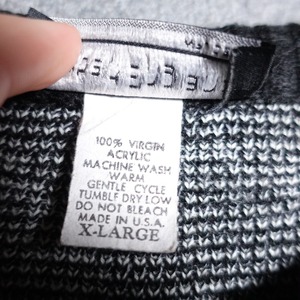 100% VIRGIN
ACRYLIC
MACHINE WASH
WARM
GENTLE CYCLE
TUMBLE DRY LOW
DO NOT BLEACH
MADE IN U.S.A.
X-LARGE